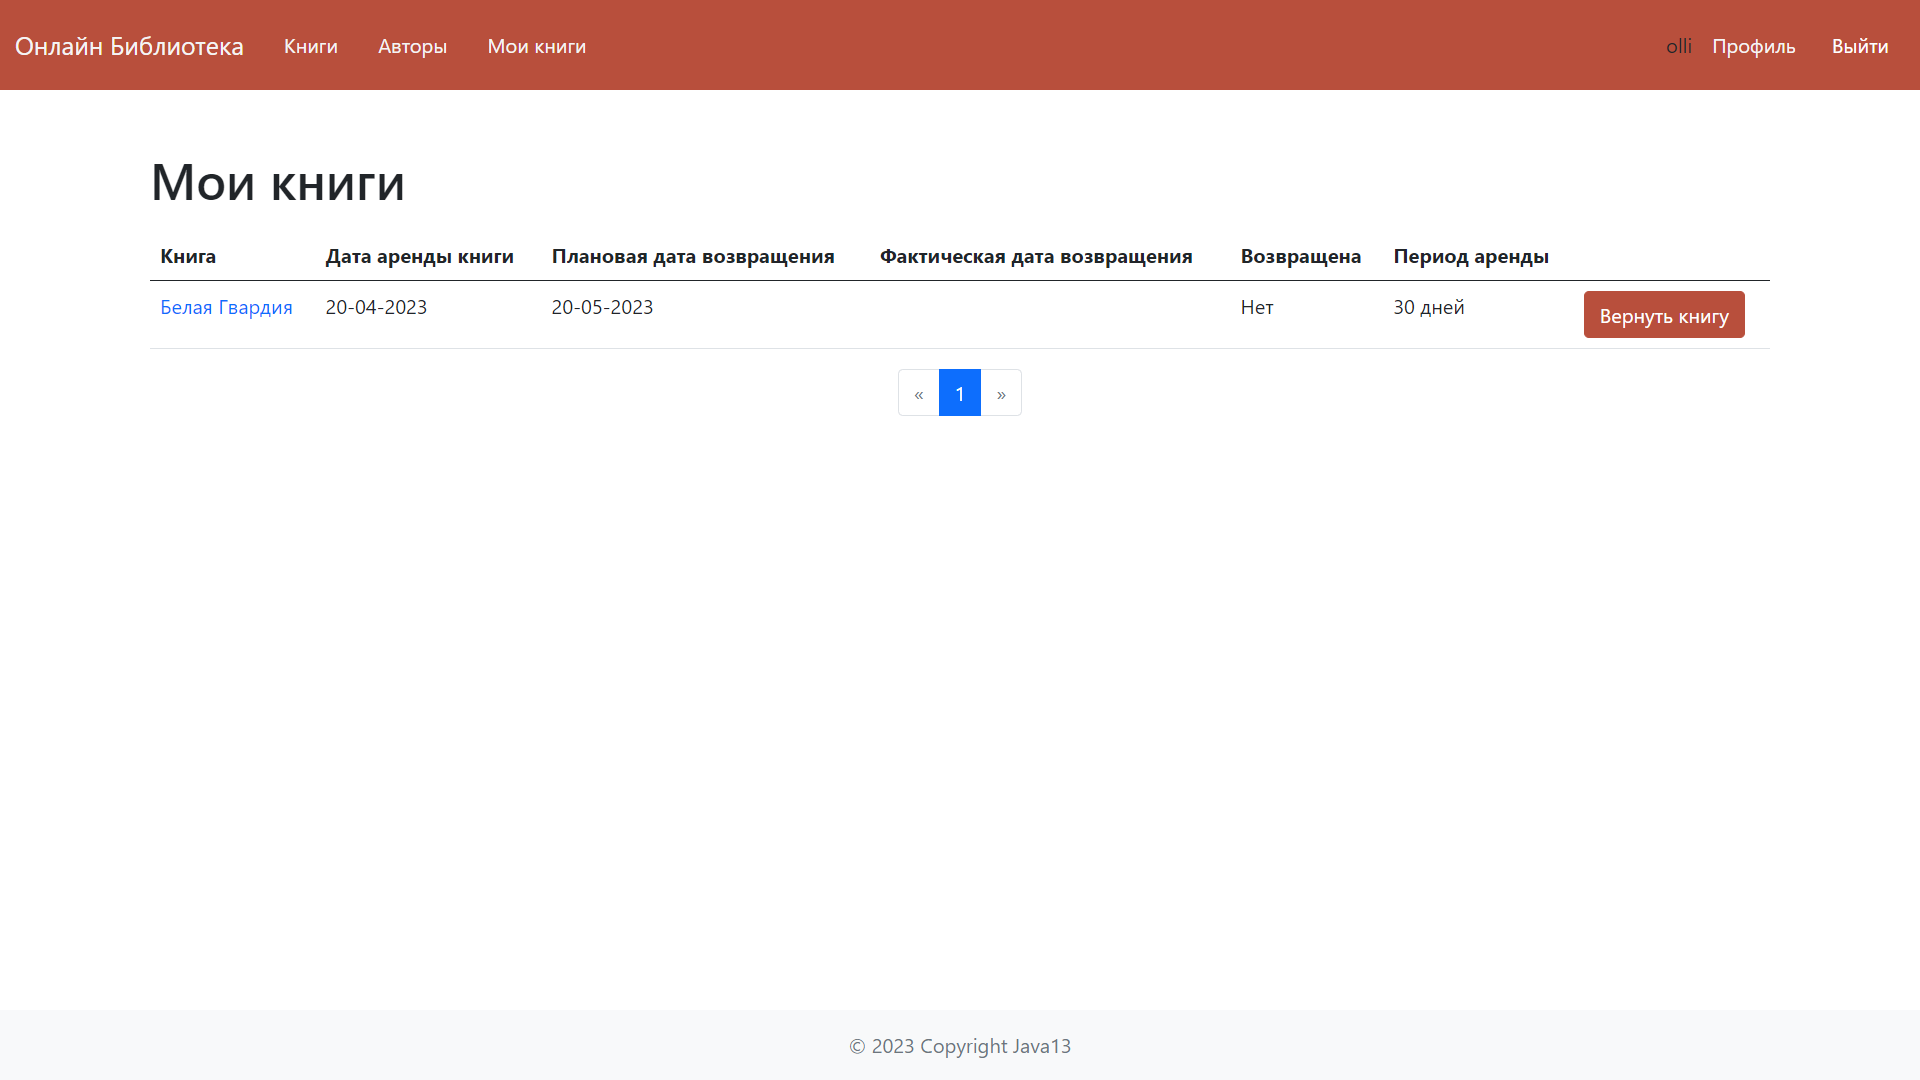 Онлайн Библиотека Книги Авторы Мои книги olli Профиль Выйти
Мои книги
Книга Дата аренды книги Плановая дата возвращения Фактическая дата возвращения Возвращена Период аренды
Белая Гвардия 20-04-2023 20-05-2023 Нет 30 дней Вернуть книгу
« 1 »
© 2023 Copyright Java13